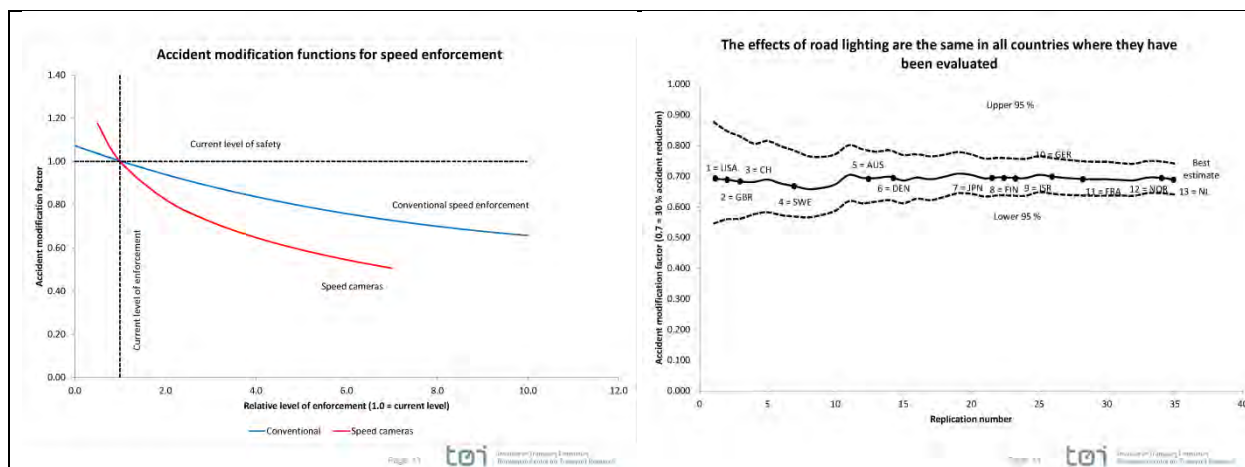 Accident modification functions for speed enforcement
1.40
1.20
1.00
0.80
0.60
0.40
0.20
0.00
0.0
2.0
4.0
6.0
8.0
10.0
12.0
Accident modification factor
Current level of safety
Conventional speed enforcement
Speed cameras
Current level of enforcement
Relative level of enforcement (1.0 = current level)
Conventional
Speed cameras
tøi
The effects of road lighting are the same in all countries where they have
been evaluated
1.000
0.900
0.800
0.700
0.600
0.500
0.400
0.300
0.200
0.100
0.000
0
5
10
15
20
25
30
35
40
Accident modification factor (0.7 = 30 % accident reduction)
Upper 95 %
Lower 95 %
Best
estimate
1 = USA
2 = GBR
3 = CH
4 = SWE
5 = AUS
6 = DEN
7 = JPN
8 = FIN
9 = ISR
10 = GER
11 = FRA
12 = NOR
13 = NL
Replication number
tøi